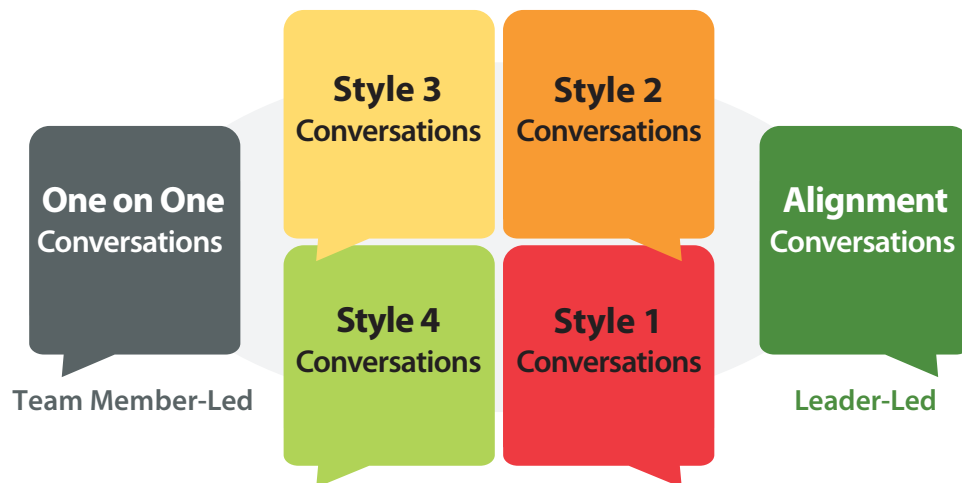 Style 3
Conversations
Style 2
Conversations
One on One
Conversations
Alignment
Conversations
Style 4
Conversations
Style 1
Conversations
Team Member-Led
Leader-Led